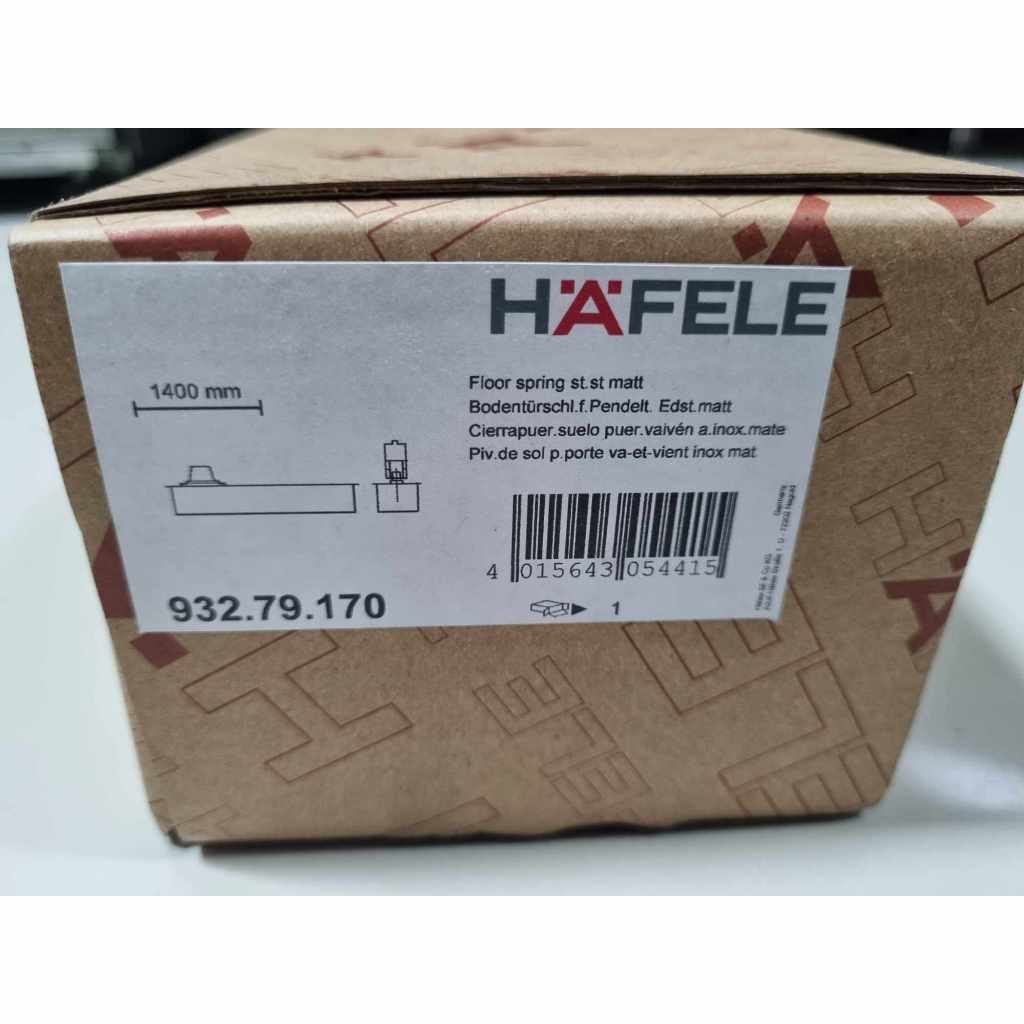 HÄFELE
1400 mm
Floor spring st.st matt
Bodentürschl.f.Pendelt. Edst.matt
Cierrapuer.suelo puer.vaivén a.inox.mate
Piv.de sol p.porte va-et-vient inox mat
4 015643 054415
932.79.170
1
Germany